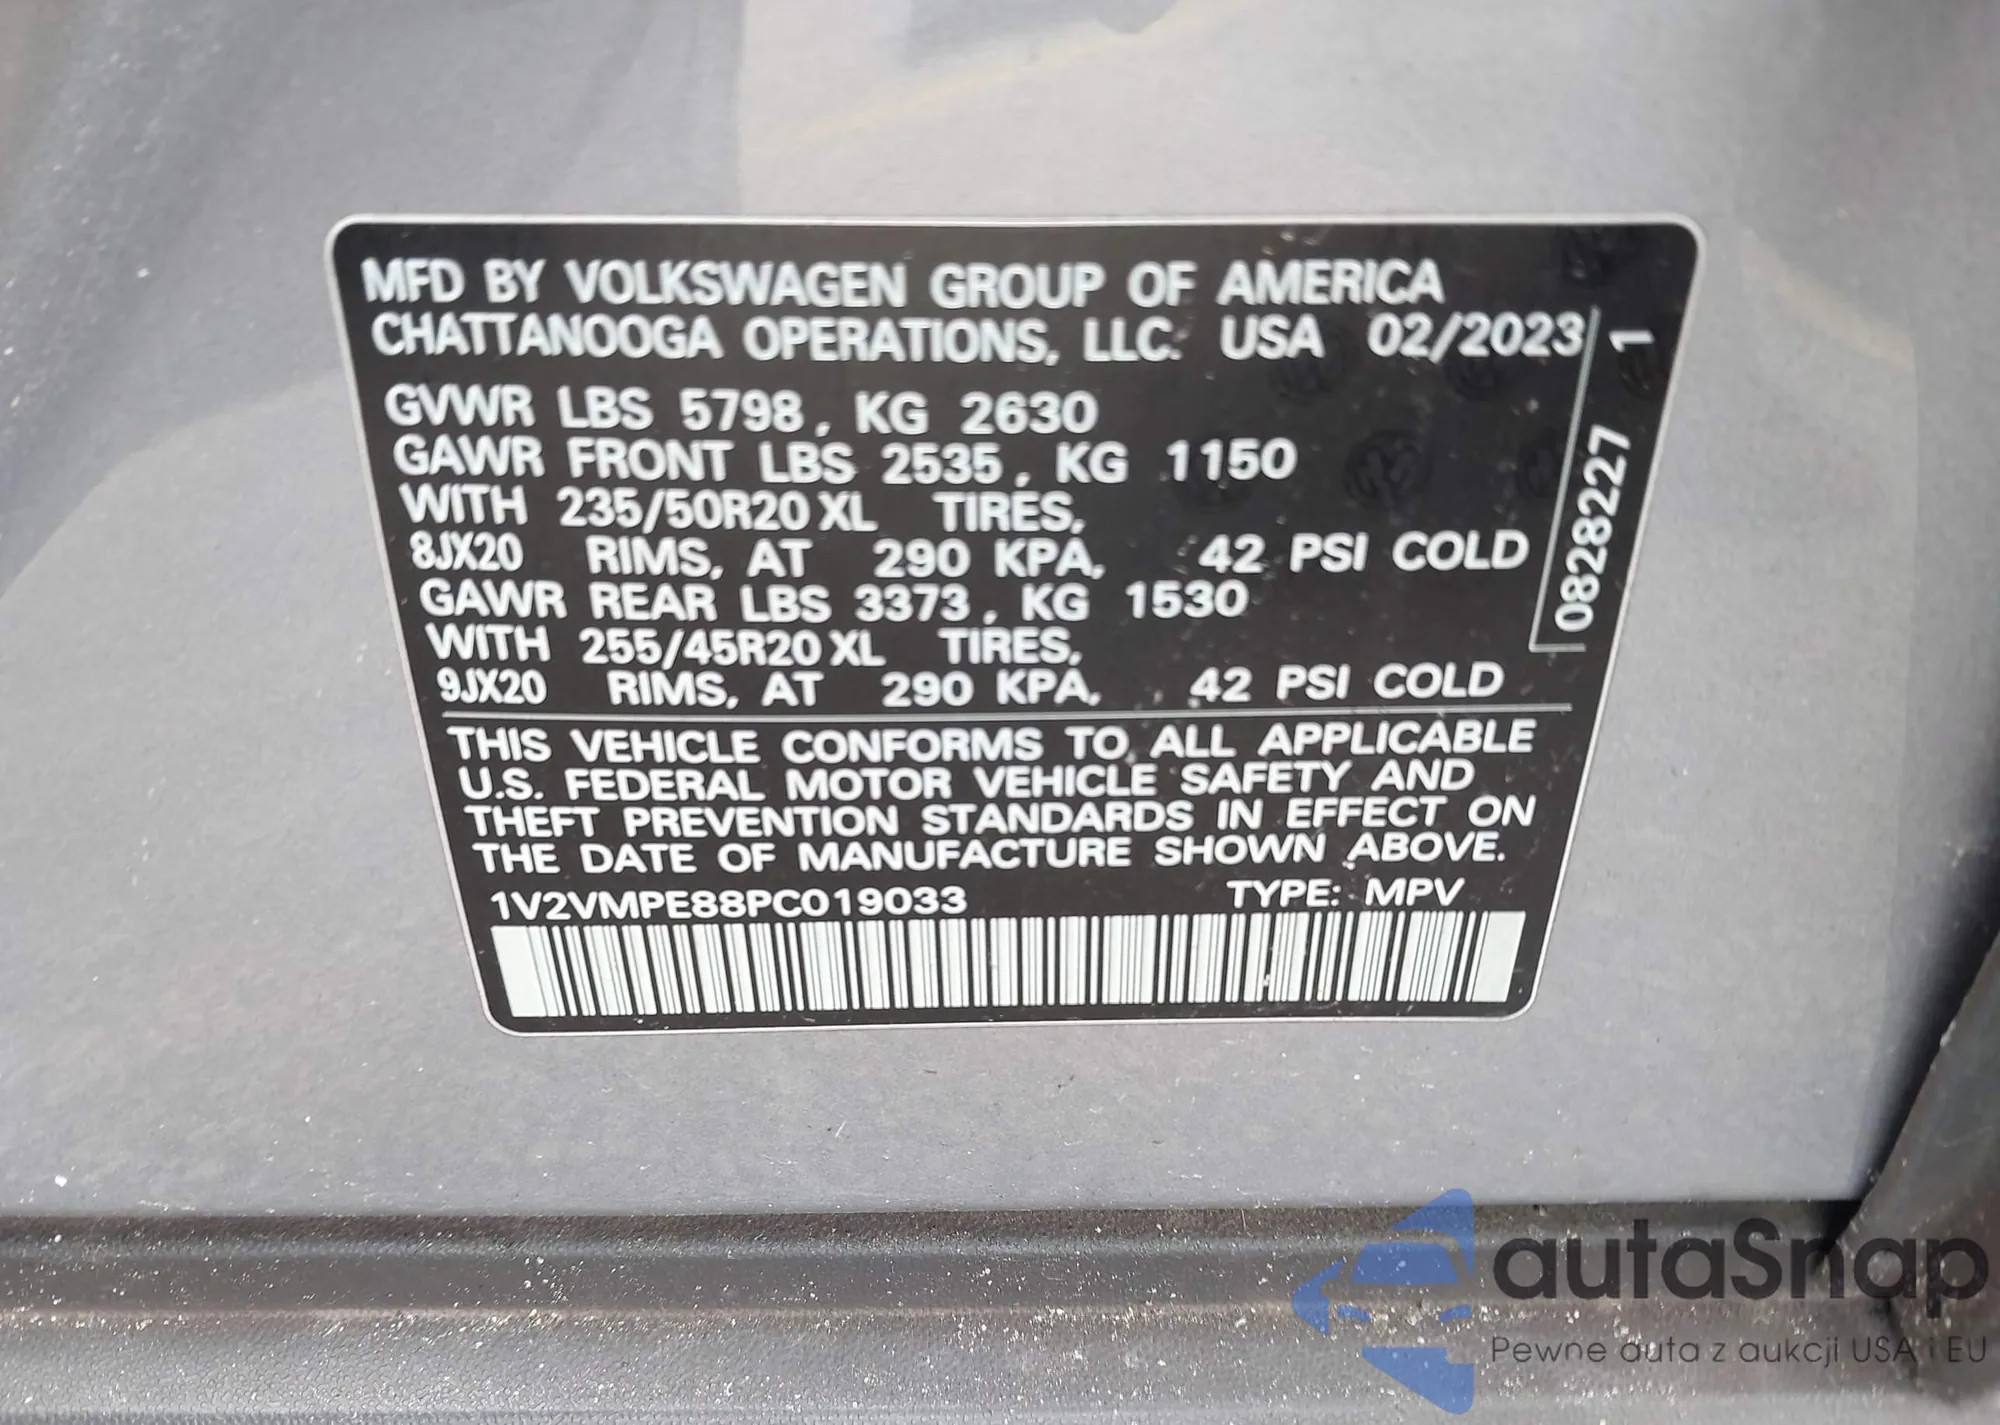 MFD BY VOLKSWAGEN GROUP OF AMERICA
CHATTANOOGA OPERATIONS, LLC. USA 02/2023
GVWR LBS 5798, KG 2630
GAWR FRONT LBS 2535, KG 1150
WITH 235/50R20 XL TIRES,
8JX20 RIMS, AT 290 KPA, 42 PSI COLD
GAWR REAR LBS 3373, KG 1530
WITH 255/45R20 XL TIRES,
9JX20 RIMS, AT 290 KPA, 42 PSI COLD
0828227 1
THIS VEHICLE CONFORMS TO ALL APPLICABLE
U.S. FEDERAL MOTOR VEHICLE SAFETY AND
THEFT PREVENTION STANDARDS IN EFFECT ON
THE DATE OF MANUFACTURE SHOWN ABOVE.
1V2VMPE88PC019033 TYPE: MPV
autaSnap
Pewne auta z aukcji USA i EU